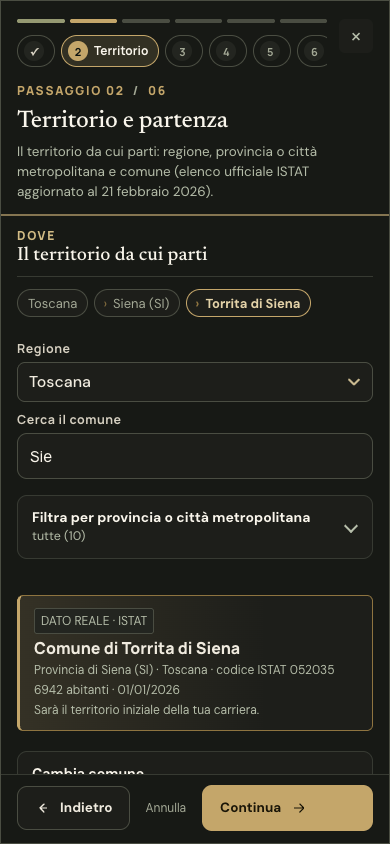 ✓ 2 Territorio 3 4 5 6 ×
PASSAGGIO 02 / 06
Territorio e partenza
Il territorio da cui parti: regione, provincia o città
metropolitana e comune (elenco ufficiale ISTAT
aggiornato al 21 febbraio 2026).
DOVE
Il territorio da cui parti
Toscana › Siena (SI) › Torrita di Siena
Regione
Toscana
Cerca il comune
Sie
Filtra per provincia o città metropolitana
tutte (10)
DATO REALE · ISTAT
Comune di Torrita di Siena
Provincia di Siena (SI) · Toscana · codice ISTAT 052035
6942 abitanti · 01/01/2026
Sarà il territorio iniziale della tua carriera.
Cambia comune
← Indietro Annulla Continua →